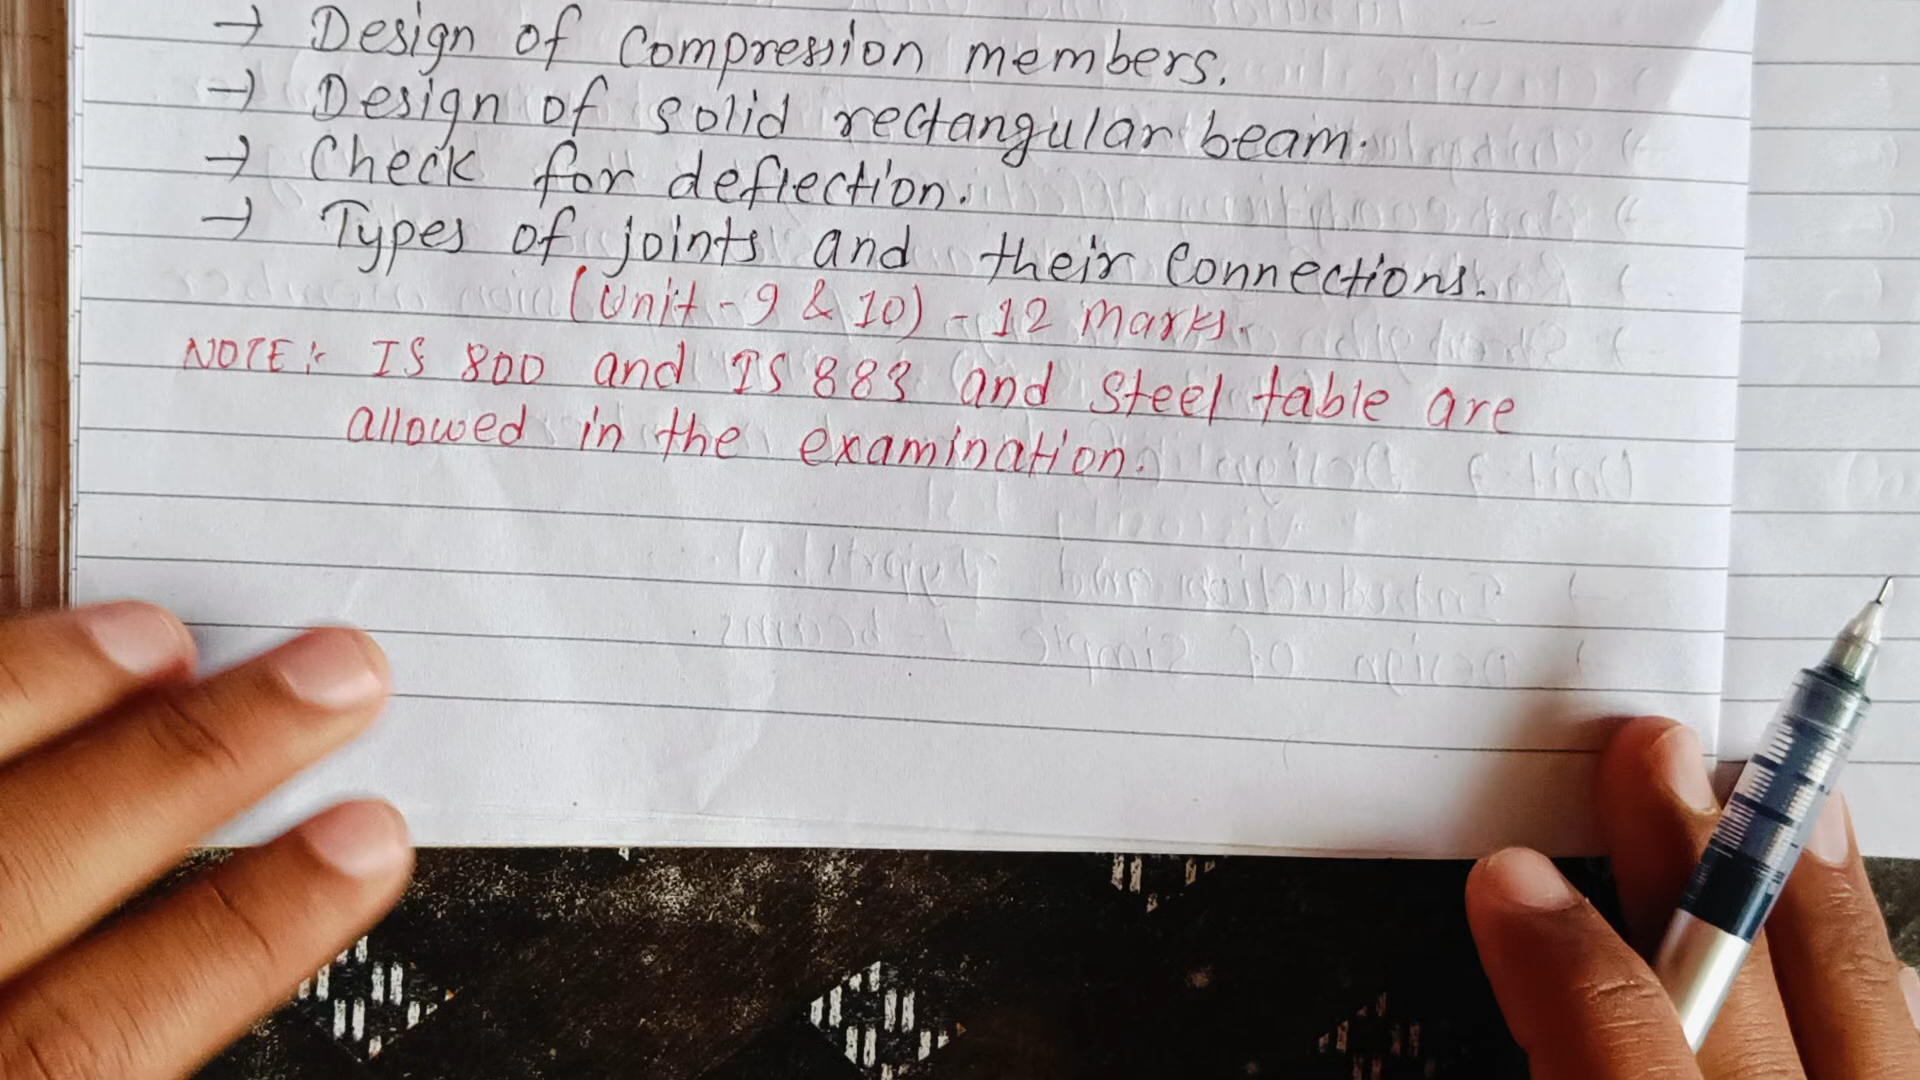 → Design of Compression members.
→ Design of solid rectangular beam.
→ Check for deflection.
→ Types of joints and their Connections.
(Unit - 9 & 10) - 12 Marks.
NOTE:- IS 800 and IS 883 and Steel table are
allowed in the examination.